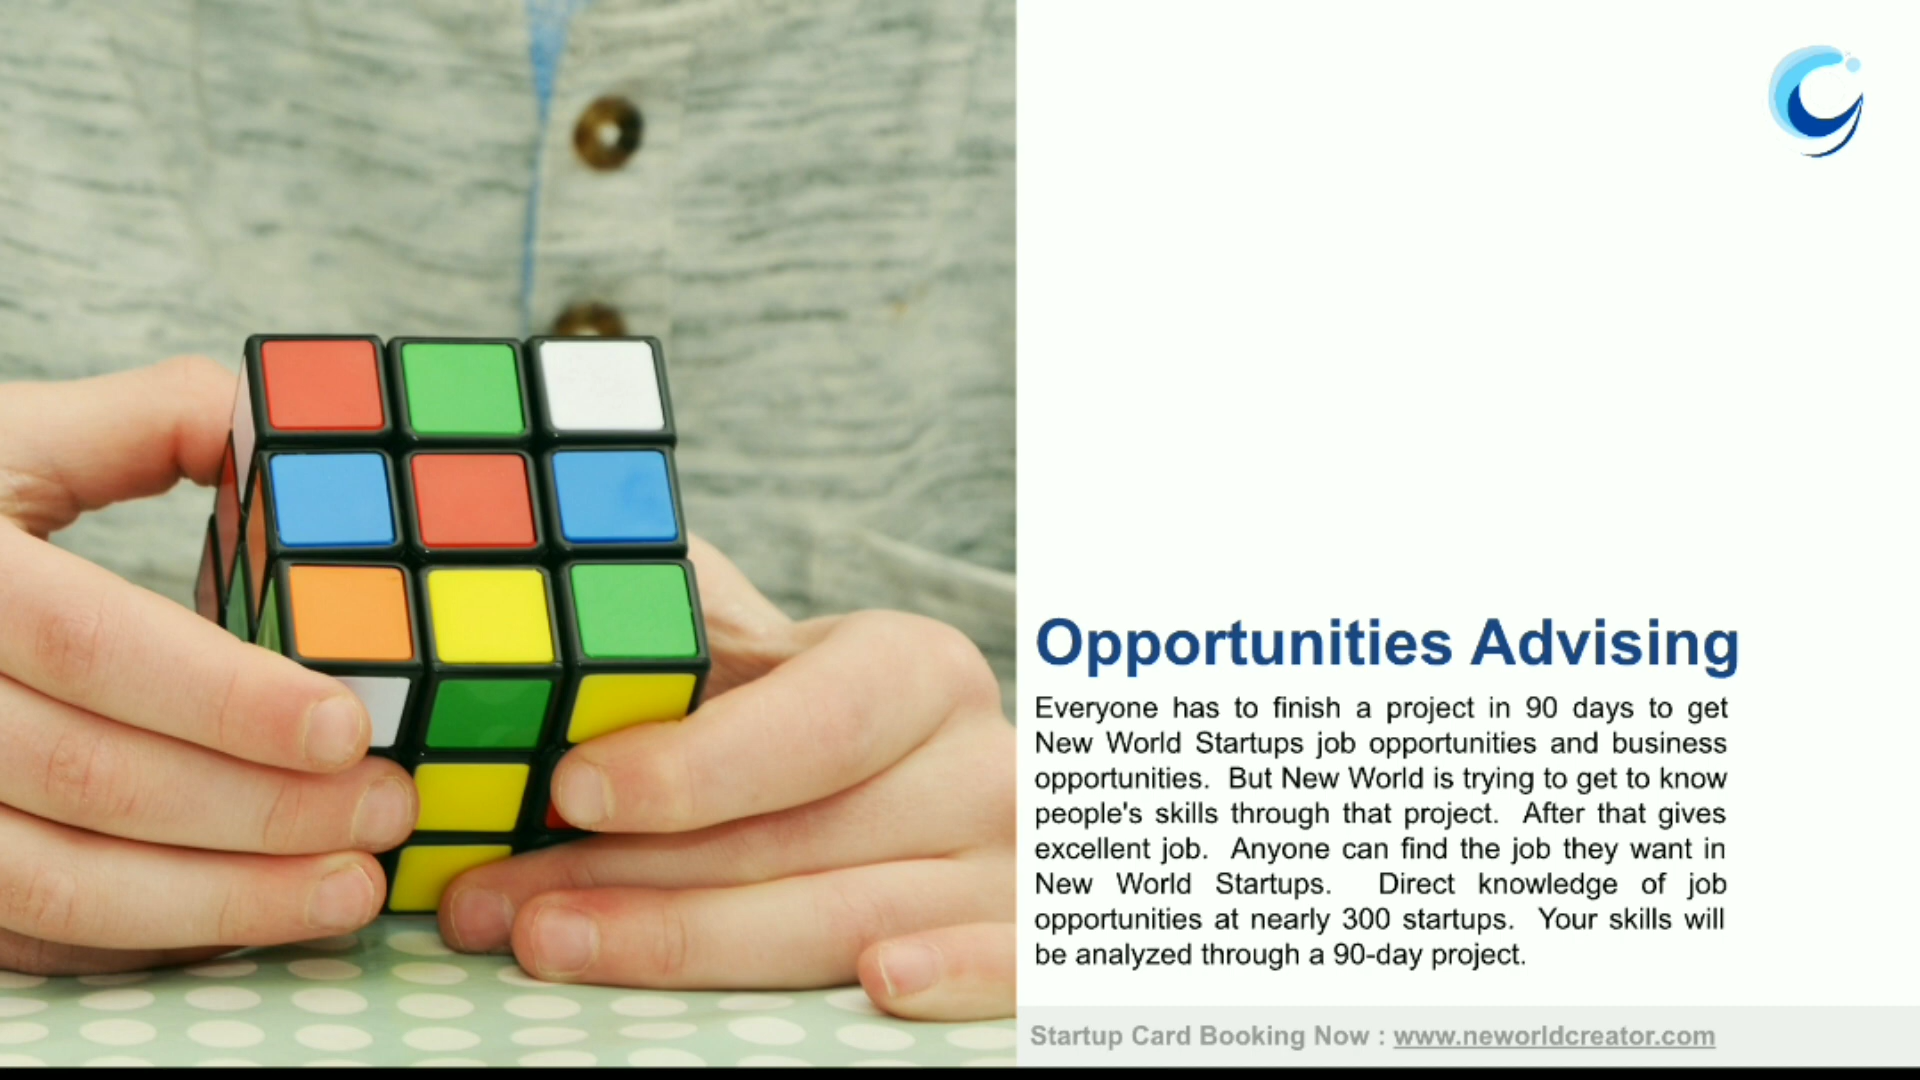 Opportunities Advising
Everyone has to finish a project in 90 days to get
New World Startups job opportunities and business
opportunities. But New World is trying to get to know
people's skills through that project. After that gives
excellent job. Anyone can find the job they want in
New World Startups. Direct knowledge of job
opportunities at nearly 300 startups. Your skills will
be analyzed through a 90-day project.
Startup Card Booking Now : www.neworldcreator.com